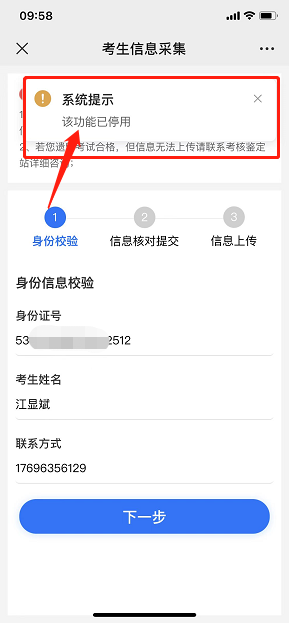 09:58
考生信息采集
系统提示
该功能已停用
2、若您遗失考试合格，但信息无法上传请联系考核鉴定
站详细咨询；
1
2
3
身份校验
信息核对提交
信息上传
身份信息校验
身份证号
53 2512
考生姓名
江显斌
联系方式
17696356129
下一步